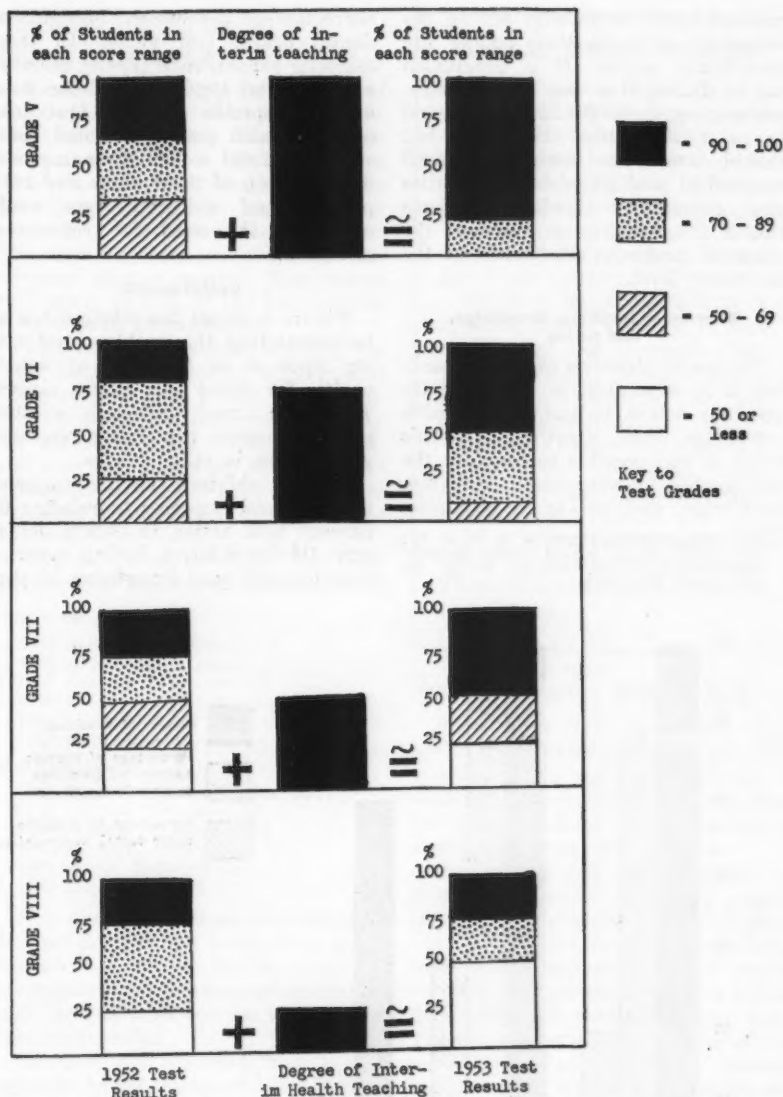 % of Students in each score range
Degree of in-terim teaching
% of Students in each score range
GRADE V
100
75
50
25
+
≅
100
75
50
25
- 90 - 100
- 70 - 89
- 50 - 69
- 50 or less
Key to
Test Grades
GRADE VI
%
100
75
50
25
+
≅
%
100
75
50
25
GRADE VII
%
100
75
50
25
+
≅
%
100
75
50
25
GRADE VIII
%
100
75
50
25
+
≅
%
100
75
50
25
1952 Test
Results
Degree of Inter-
im Health Teaching
1953 Test
Results